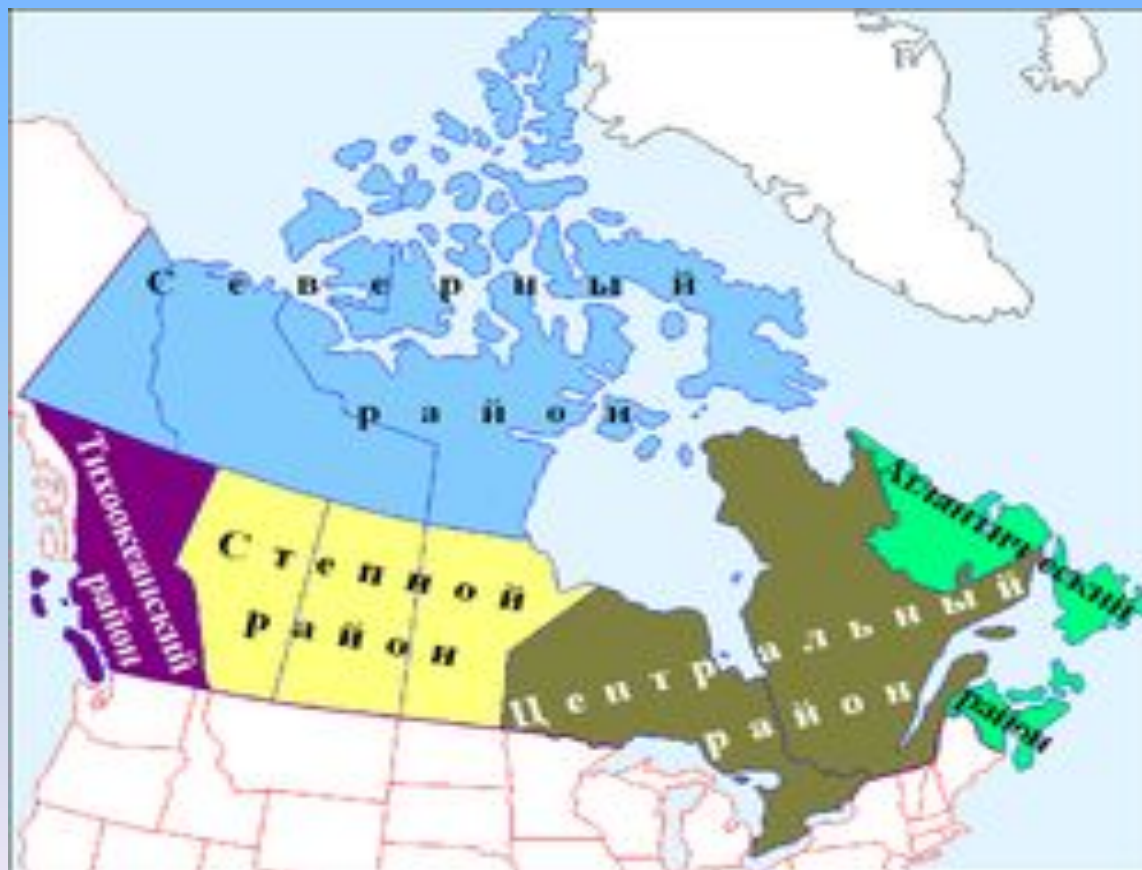 Северный
район
Тихоокеанский
район
Степной
район
Центральный
район
Атлантический
район